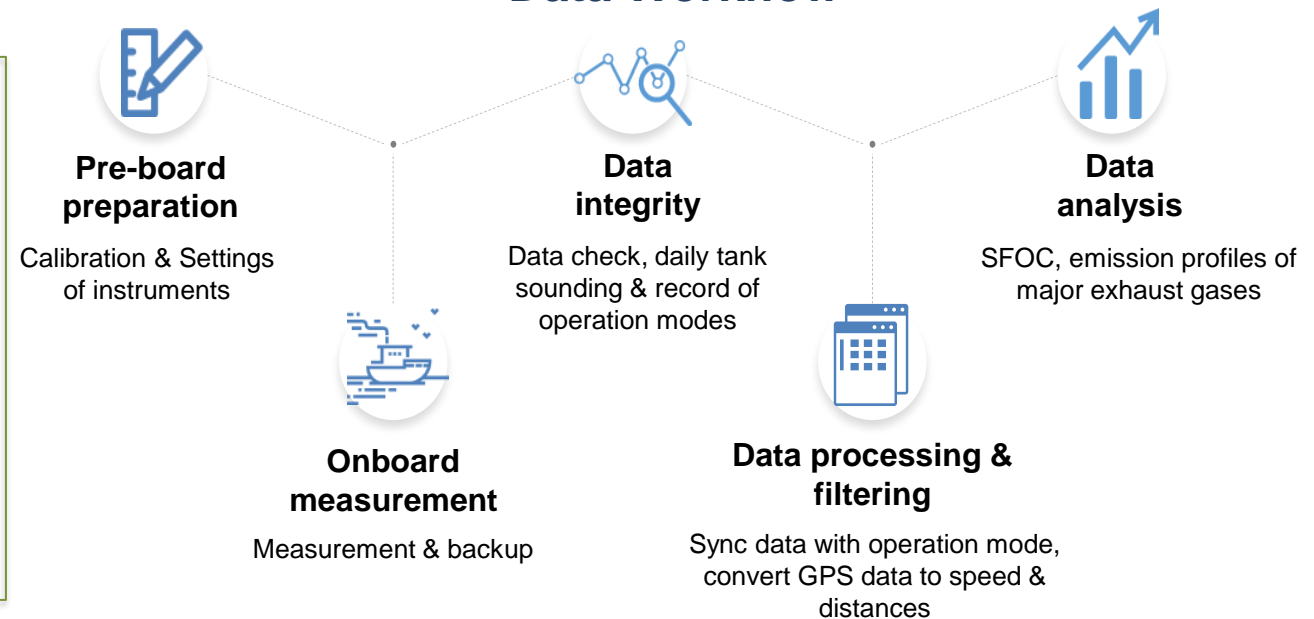 Data Workflow
Pre-board
preparation
Calibration & Settings
of instruments
Onboard
measurement
Measurement & backup
Data
integrity
Data check, daily tank
sounding & record of
operation modes
Data processing &
filtering
Sync data with operation mode,
convert GPS data to speed &
distances
Data
analysis
SFOC, emission profiles of
major exhaust gases